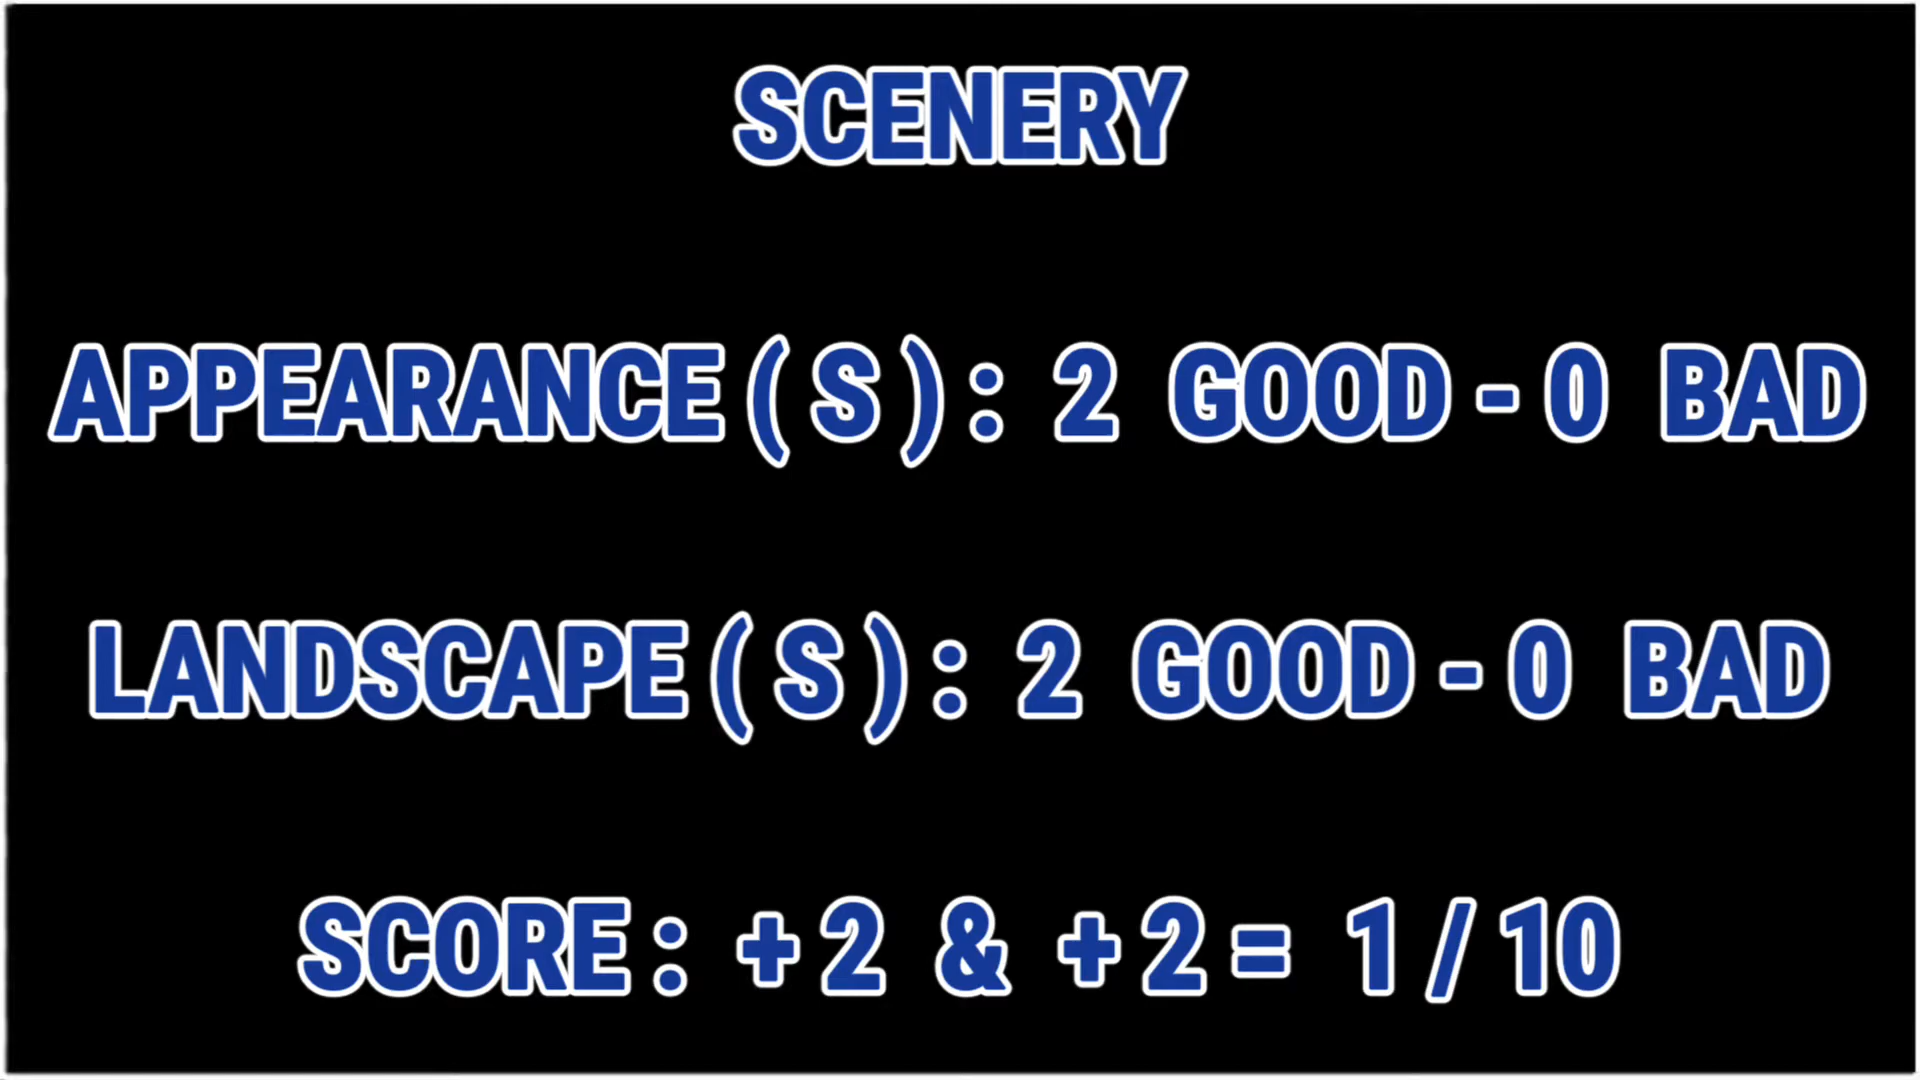 SCENERY
APPEARANCE(S): 2 GOOD - 0 BAD
LANDSCAPE(S): 2 GOOD - 0 BAD
SCORE: +2 & +2 = 1/10